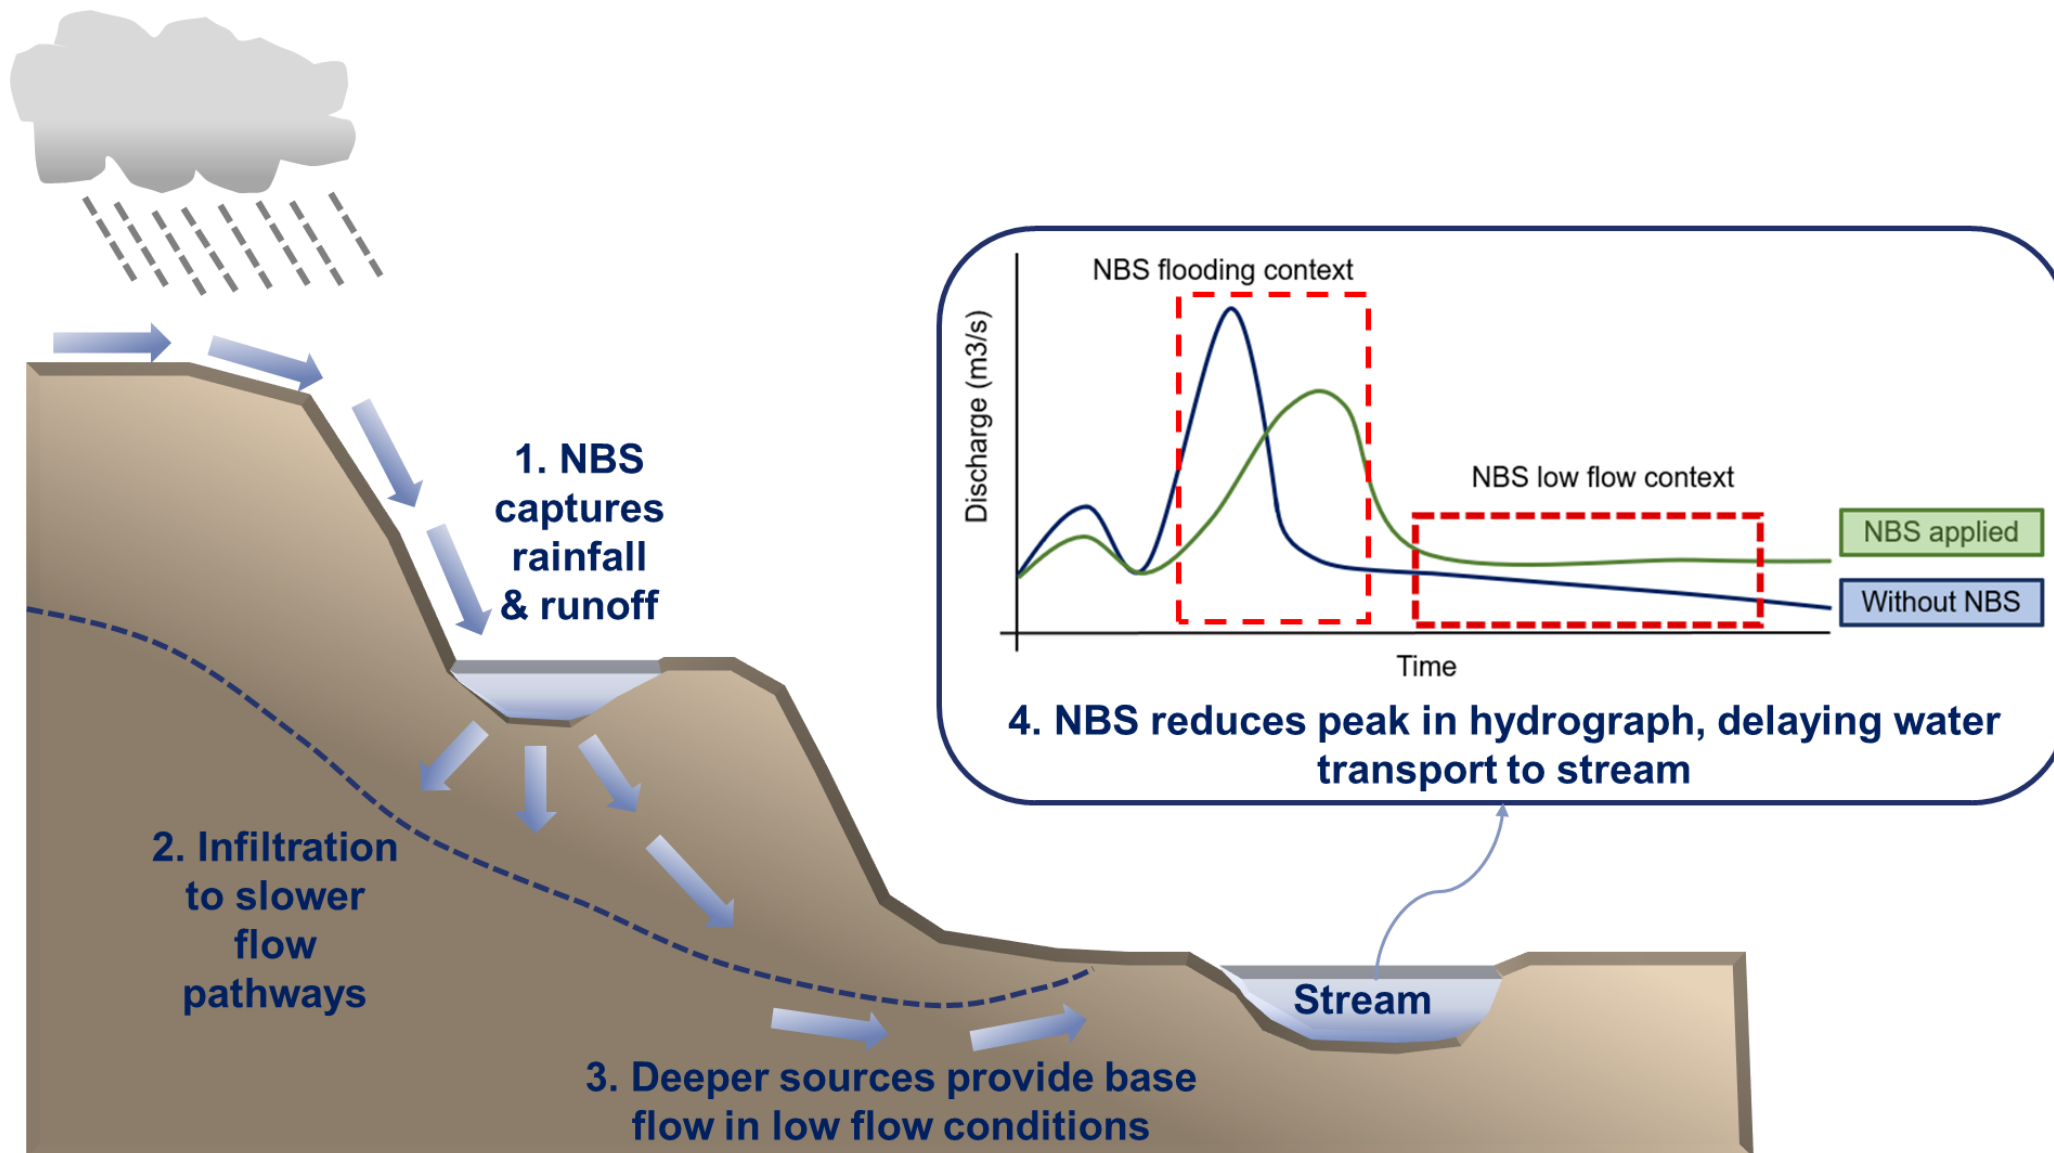 1. NBS
captures
rainfall
& runoff
2. Infiltration
to slower
flow
pathways
3. Deeper sources provide base
flow in low flow conditions
Stream
NBS flooding context
Discharge (m3/s)
NBS low flow context
NBS applied
Without NBS
Time
4. NBS reduces peak in hydrograph, delaying water
transport to stream